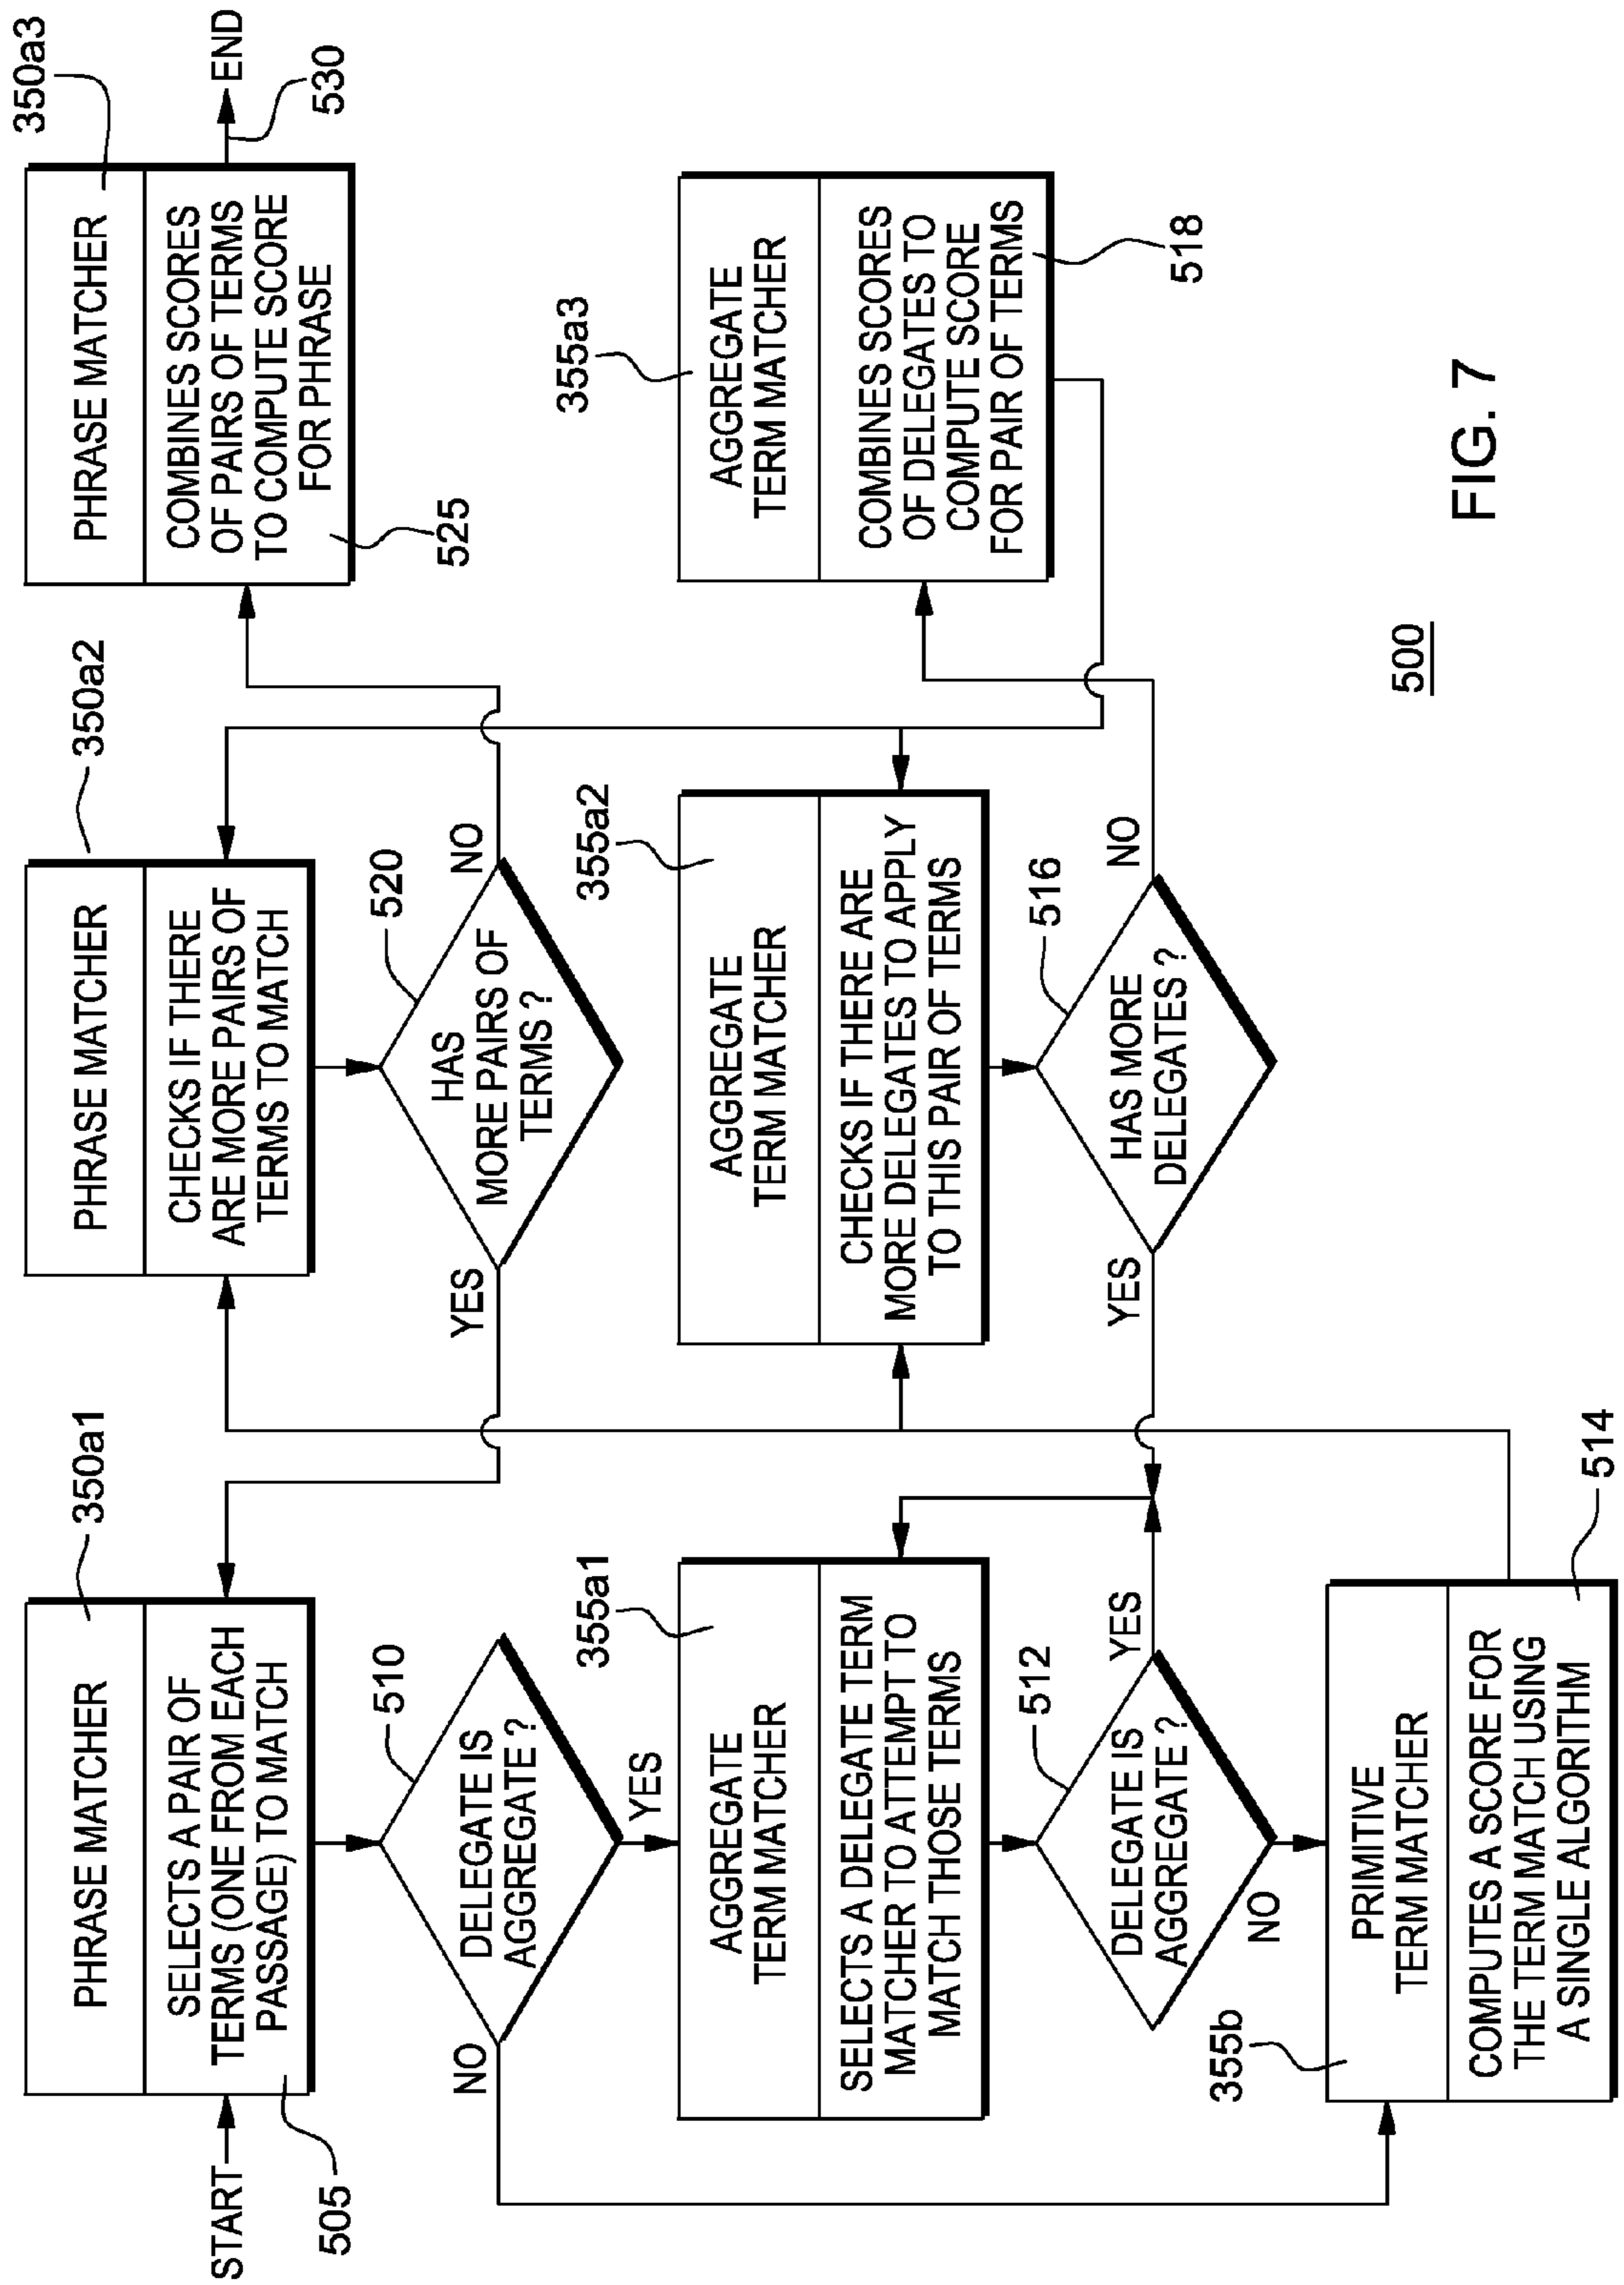 START
505
350a1
PHRASE MATCHER
SELECTS A PAIR OF
TERMS (ONE FROM EACH
PASSAGE) TO MATCH
350a2
PHRASE MATCHER
CHECKS IF THERE
ARE MORE PAIRS OF
TERMS TO MATCH
350a3
PHRASE MATCHER
COMBINES SCORES
OF PAIRS OF TERMS
TO COMPUTE SCORE
FOR PHRASE
END
530
525
510
DELEGATE IS
AGGREGATE ?
NO
YES
520
HAS
MORE PAIRS OF
TERMS ?
YES
NO
355a1
AGGREGATE
TERM MATCHER
SELECTS A DELEGATE TERM
MATCHER TO ATTEMPT TO
MATCH THOSE TERMS
355a2
AGGREGATE
TERM MATCHER
CHECKS IF THERE ARE
MORE DELEGATES TO APPLY
TO THIS PAIR OF TERMS
355a3
AGGREGATE
TERM MATCHER
COMBINES SCORES
OF DELEGATES TO
COMPUTE SCORE
FOR PAIR OF TERMS
518
512
DELEGATE IS
AGGREGATE ?
YES
NO
516
HAS MORE
DELEGATES ?
YES
NO
355b
PRIMITIVE
TERM MATCHER
COMPUTES A SCORE FOR
THE TERM MATCH USING
A SINGLE ALGORITHM
514
500
FIG. 7